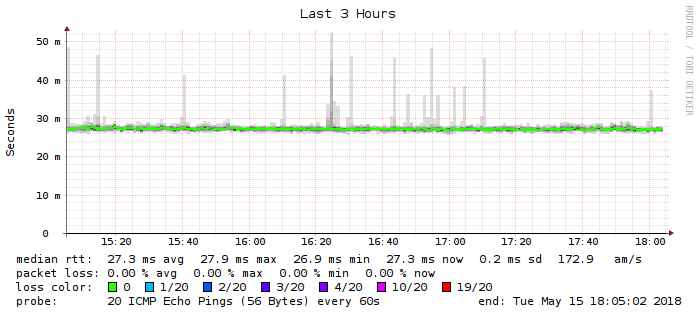 Last 3 Hours
RRDTOOL / TOBI OETIKER
Seconds
50 m
40 m
30 m
20 m
10 m
0
15:20 15:40 16:00 16:20 16:40 17:00 17:20 17:40 18:00
median rtt: 27.3 ms avg 27.9 ms max 26.9 ms min 27.3 ms now 0.2 ms sd 172.9 am/s
packet loss: 0.00 % avg 0.00 % max 0.00 % min 0.00 % now
loss color: 0 1/20 2/20 3/20 4/20 10/20 19/20
probe: 20 ICMP Echo Pings (56 Bytes) every 60s end: Tue May 15 18:05:02 2018